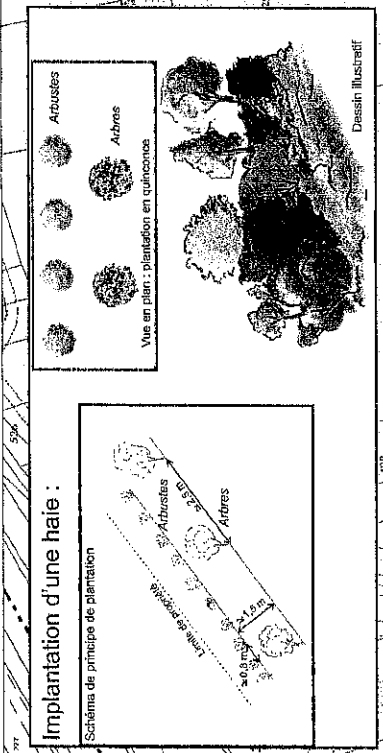 Implantation d'une haie :
Schéma de principe de plantation
Limite de propriété
Arbustes
Arbres
≈ 2,5 m
> 1,5 m
≈ 0,8 m
Arbustes
Arbres
Vue en plan : plantation en quinconce
Dessin illustratif